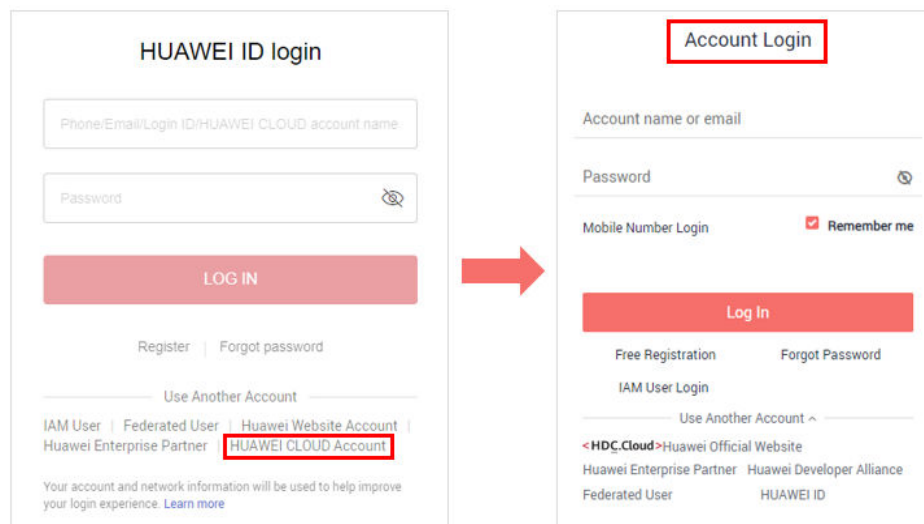 HUAWEI ID login
Phone/Email/Login ID/HUAWEI CLOUD account name
Password
LOG IN
Register | Forgot password
Use Another Account
IAM User | Federated User | Huawei Website Account |
Huawei Enterprise Partner | HUAWEI CLOUD Account
Your account and network information will be used to help improve
your login experience. Learn more
Account Login
Account name or email
Password
Mobile Number Login Remember me
Log In
Free Registration Forgot Password
IAM User Login
Use Another Account
<HDC.Cloud>Huawei Official Website
Huawei Enterprise Partner Huawei Developer Alliance
Federated User HUAWEI ID